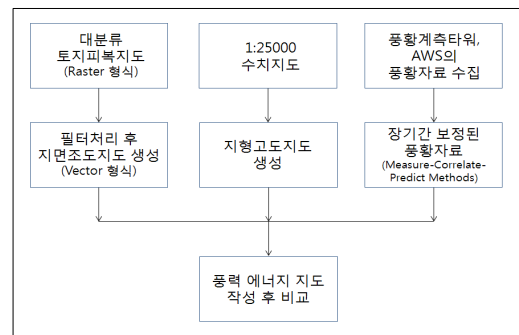 대분류
토지피복지도
(Raster 형식)
1:25000
수치지도
풍황계측타워,
AWS의
풍황자료 수집
필터처리 후
지면조도지도 생성
(Vector 형식)
지형고도지도
생성
장기간 보정된
풍황자료
(Measure-Correlate-
Predict Methods)
풍력 에너지 지도
작성 후 비교